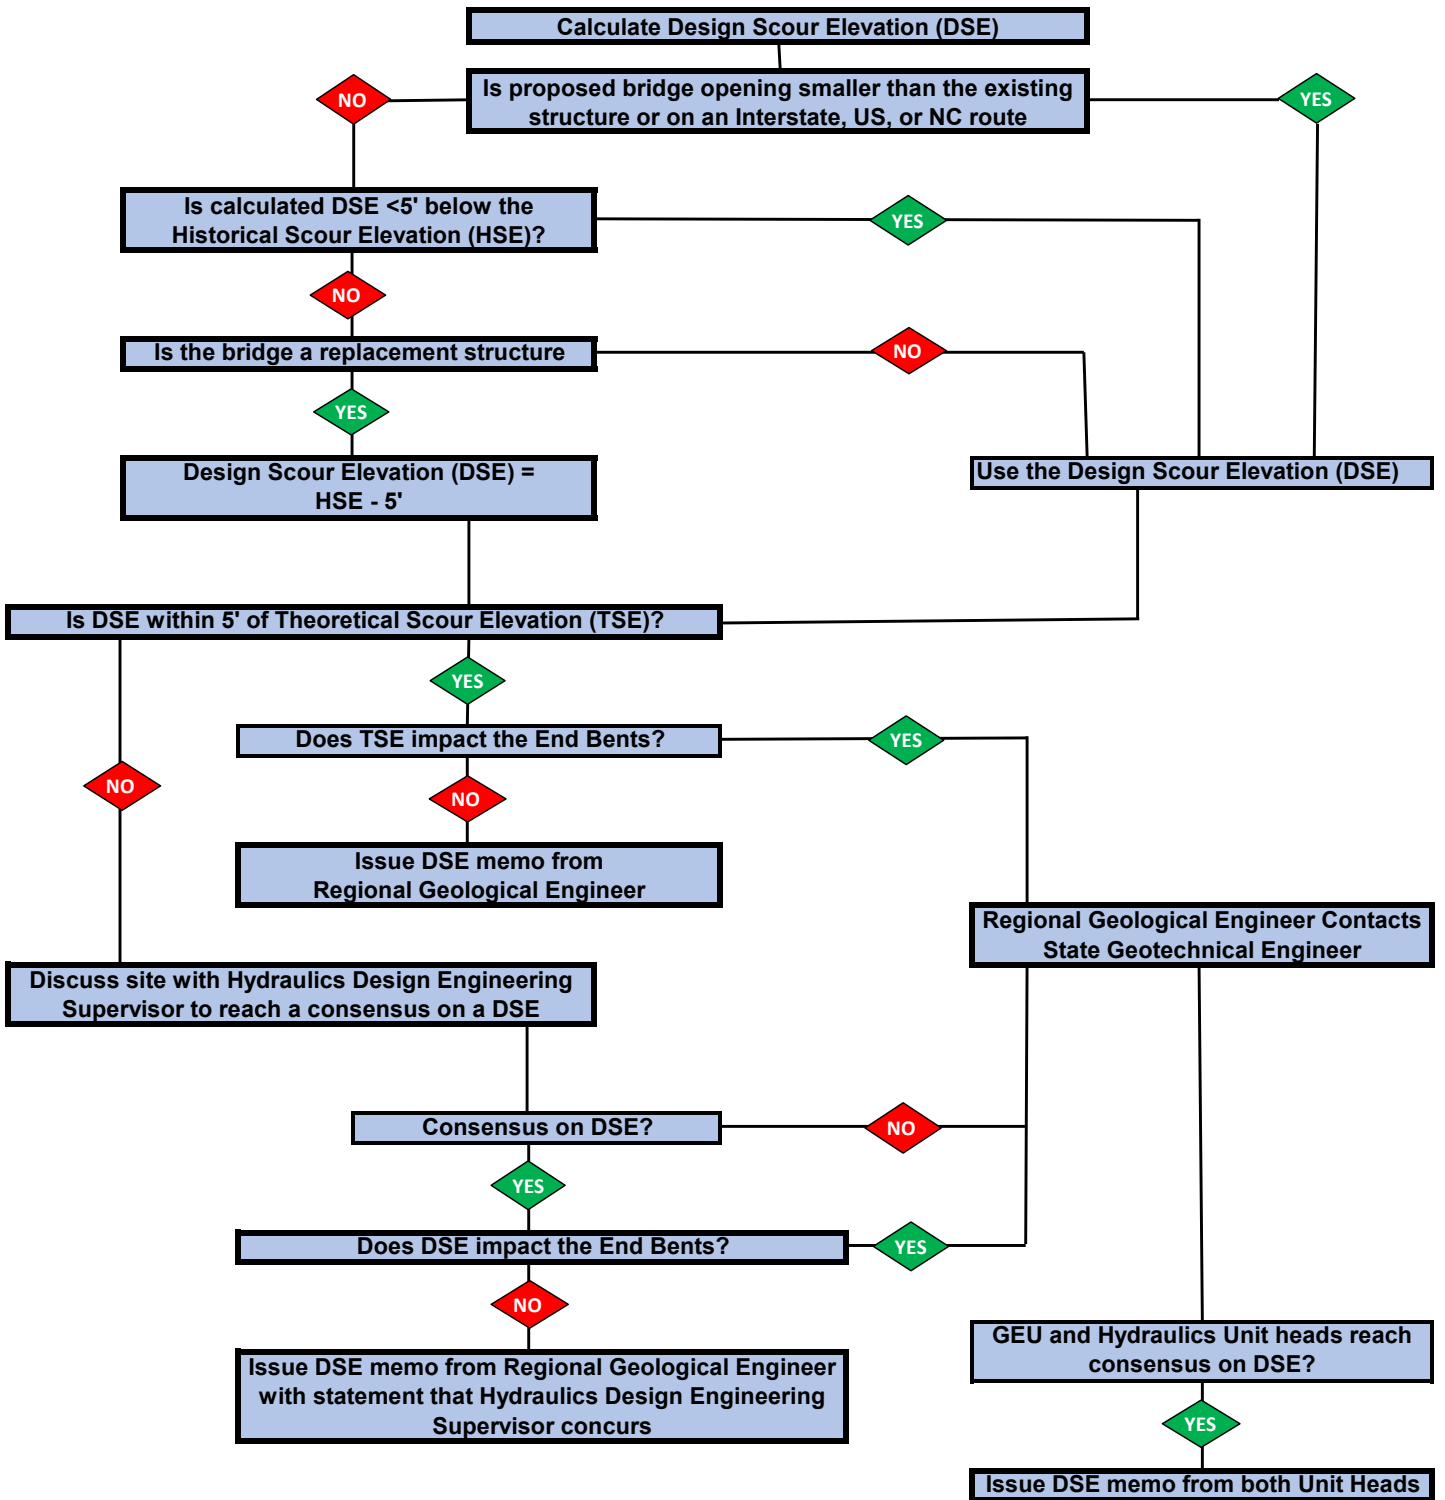 Calculate Design Scour Elevation (DSE)
Is proposed bridge opening smaller than the existing
structure or on an Interstate, US, or NC route
NO
YES
Is calculated DSE <5' below the
Historical Scour Elevation (HSE)?
YES
NO
Is the bridge a replacement structure
NO
YES
Design Scour Elevation (DSE) =
HSE - 5'
Use the Design Scour Elevation (DSE)
Is DSE within 5' of Theoretical Scour Elevation (TSE)?
YES
Does TSE impact the End Bents?
YES
NO
NO
Issue DSE memo from
Regional Geological Engineer
Regional Geological Engineer Contacts
State Geotechnical Engineer
Discuss site with Hydraulics Design Engineering
Supervisor to reach a consensus on a DSE
Consensus on DSE?
NO
YES
Does DSE impact the End Bents?
YES
NO
GEU and Hydraulics Unit heads reach
consensus on DSE?
Issue DSE memo from Regional Geological Engineer
with statement that Hydraulics Design Engineering
Supervisor concurs
YES
Issue DSE memo from both Unit Heads